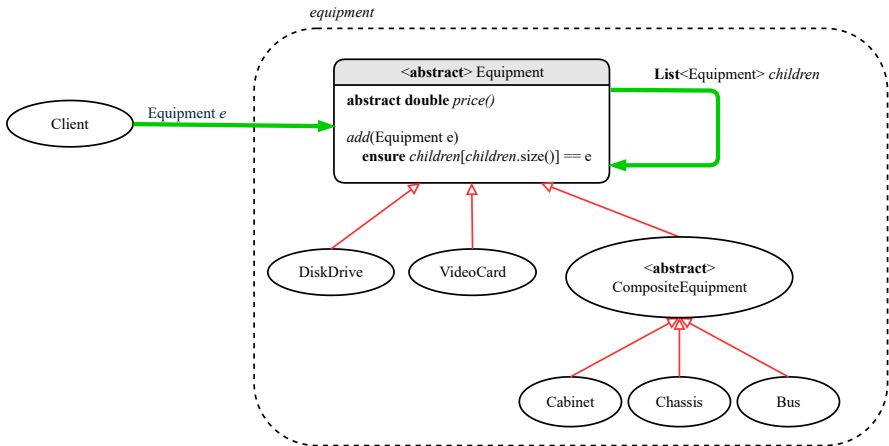 equipment
<abstract> Equipment
List<Equipment> children
abstract double price()
Client
Equipment e
add(Equipment e)
ensure children[children.size()] == e
DiskDrive
VideoCard
<abstract>
CompositeEquipment
Cabinet
Chassis
Bus